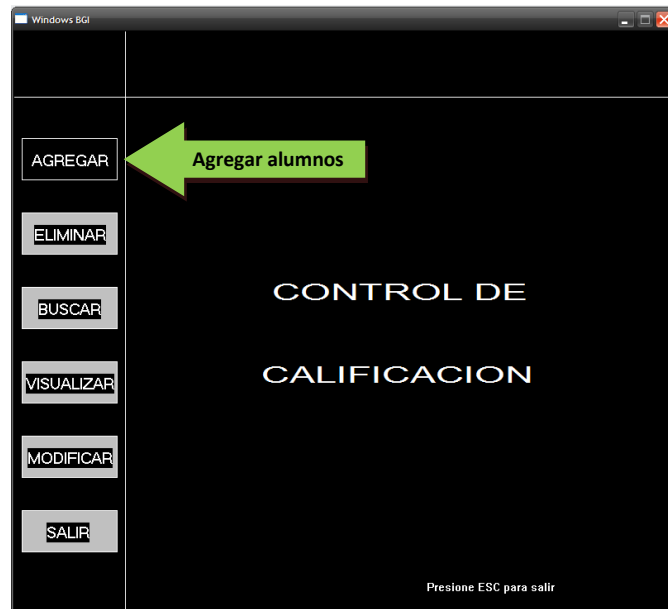 Windows BGI
AGREGAR
Agregar alumnos
ELIMINAR
BUSCAR
VISUALIZAR
MODIFICAR
SALIR
CONTROL DE
CALIFICACION
Presione ESC para salir